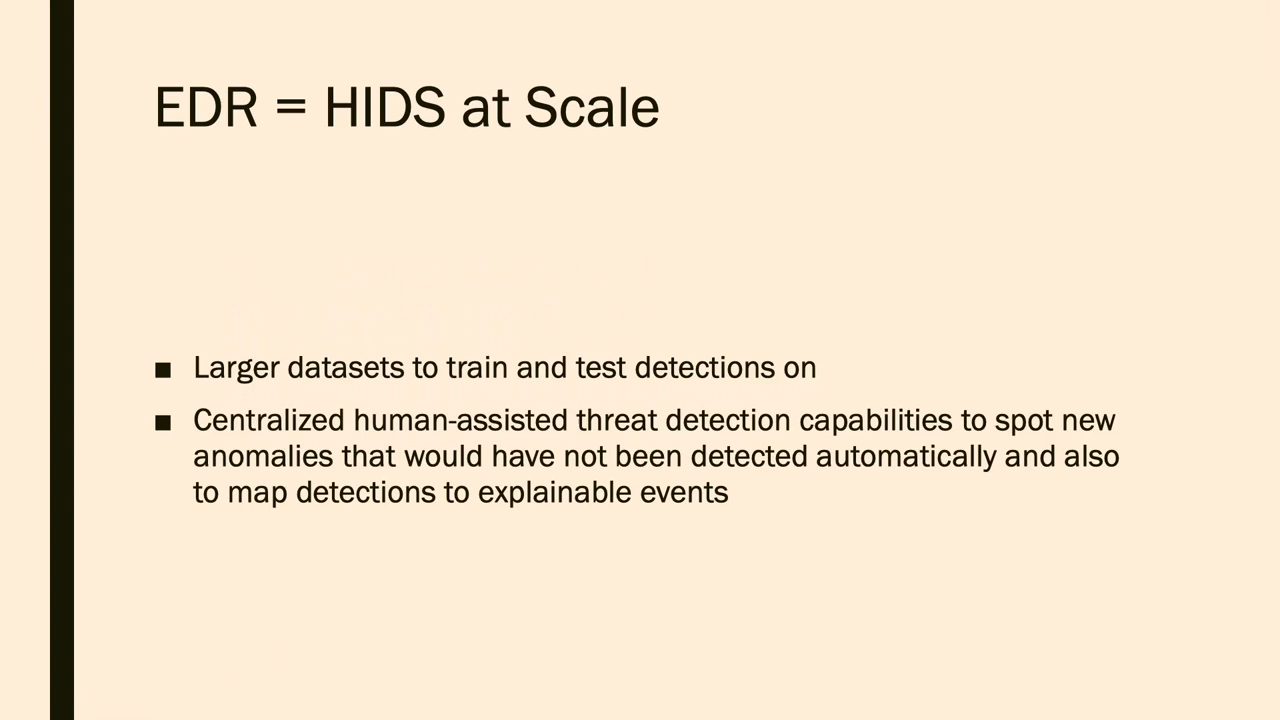 EDR = HIDS at Scale
■ Larger datasets to train and test detections on
■ Centralized human-assisted threat detection capabilities to spot new
anomalies that would have not been detected automatically and also
to map detections to explainable events